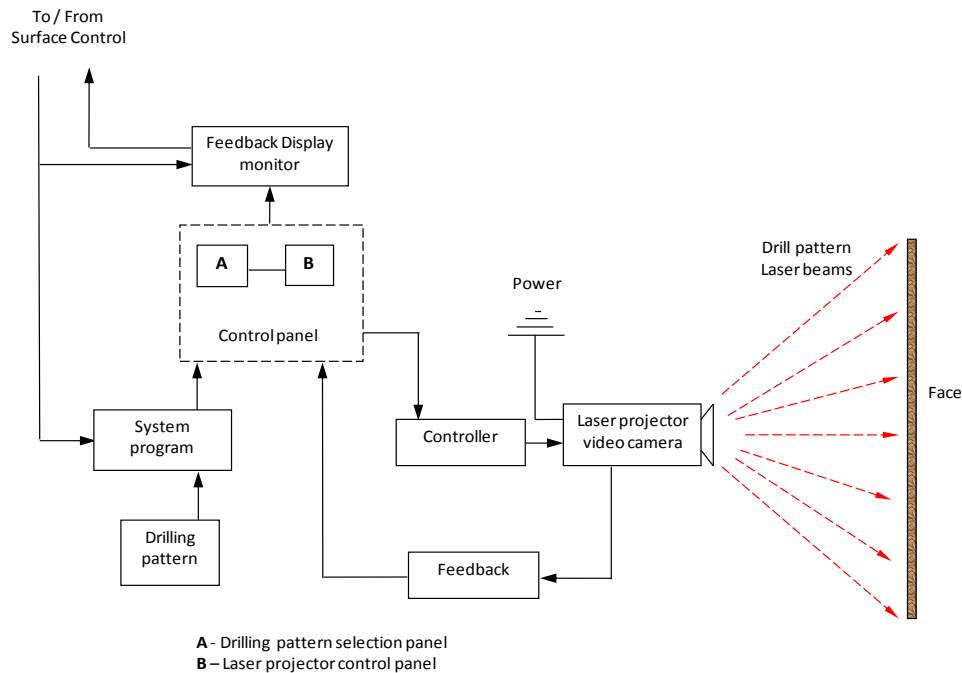 To / From
Surface Control
Feedback Display
monitor
A
B
Control panel
Drill pattern
Laser beams
Power
Face
System
program
Controller
Laser projector
video camera
Drilling
pattern
Feedback
A - Drilling pattern selection panel
B – Laser projector control panel